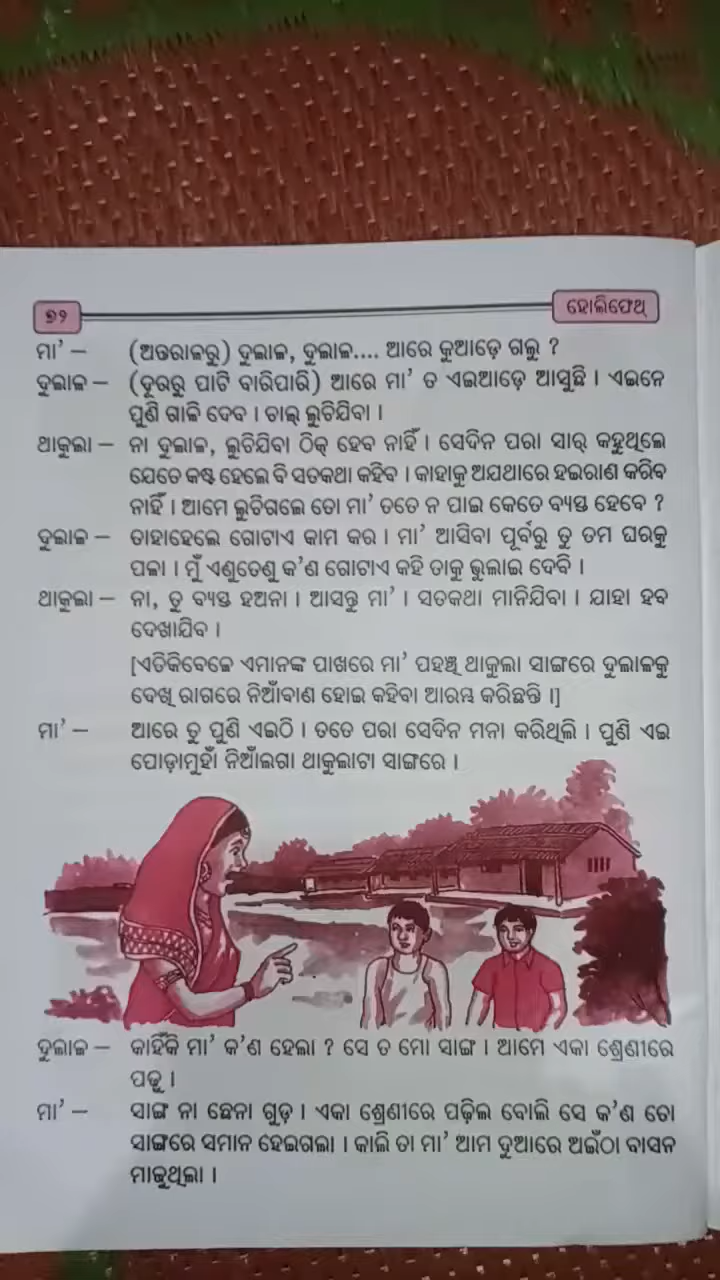 ୭୨
ହୋଲିଫେଥ୍
ମା’ – (ଅନ୍ତରାଳରୁ) ଦୁଲାଳ, ଦୁଲାଳ.... ଆରେ କୁଆଡ଼େ ଗଲୁ ?
ଦୁଲାଳ – (ଦୂରରୁ ପାଟି ବାରିପାରି) ଆରେ ମା’ ତ ଏଇଆଡ଼େ ଆସୁଛି । ଏଇନେ
ପୁଣି ଗାଳି ଦେବ । ଚାଲ୍ ଲୁଚିଯିବା ।
ଥାକୁଲା – ନା ଦୁଲାଳ, ଲୁଚିଯିବା ଠିକ୍ ହେବ ନାହିଁ । ସେଦିନ ପରା ସାର୍ କହୁଥିଲେ
ଯେତେ କଷ୍ଟ ହେଲେ ବି ସତକଥା କହିବ । କାହାକୁ ଅଯଥାରେ ହଇରାଣ କରିବ
ନାହିଁ । ଆମେ ଲୁଚିଗଲେ ତୋ ମା’ ତତେ ନ ପାଇ କେତେ ବ୍ୟସ୍ତ ହେବେ ?
ଦୁଲାଳ – ତାହାହେଲେ ଗୋଟାଏ କାମ କର । ମା’ ଆସିବା ପୂର୍ବରୁ ତୁ ତମ ଘରକୁ
ପଳା । ମୁଁ ଏଣୁତେଣୁ କ’ଣ ଗୋଟାଏ କହି ତାକୁ ଭୁଲାଇ ଦେବି ।
ଥାକୁଲା – ନା, ତୁ ବ୍ୟସ୍ତ ହଅନା । ଆସନ୍ତୁ ମା’ । ସତକଥା ମାନିଯିବା । ଯାହା ହବ
ଦେଖାଯିବ ।
[ଏତିକିବେଳେ ଏମାନଙ୍କ ପାଖରେ ମା’ ପହଞ୍ଚି ଥାକୁଲା ସାଙ୍ଗରେ ଦୁଲାଳକୁ
ଦେଖି ରାଗରେ ନିଆଁବାଣ ହୋଇ କହିବା ଆରମ୍ଭ କରିଛନ୍ତି ।]
ମା’ – ଆରେ ତୁ ପୁଣି ଏଇଠି । ତତେ ପରା ସେଦିନ ମନା କରିଥିଲି । ପୁଣି ଏଇ
ପୋଡ଼ାମୁହାଁ ନିଆଁଲଗା ଥାକୁଲାଟା ସାଙ୍ଗରେ ।
ଦୁଲାଳ – କାହିଁକି ମା’ କ’ଣ ହେଲା ? ସେ ତ ମୋ ସାଙ୍ଗ । ଆମେ ଏକା ଶ୍ରେଣୀରେ
ପଢୁ ।
ମା’ – ସାଙ୍ଗ ନା ଛେନା ଗୁଡ଼ । ଏକା ଶ୍ରେଣୀରେ ପଢ଼ିଲ ବୋଲି ସେ କ’ଣ ତୋ
ସାଙ୍ଗରେ ସମାନ ହେଇଗଲା । କାଲି ତା ମା’ ଆମ ଦୁଆରେ ଅଇଁଠା ବାସନ
ମାଜୁଥିଲା ।